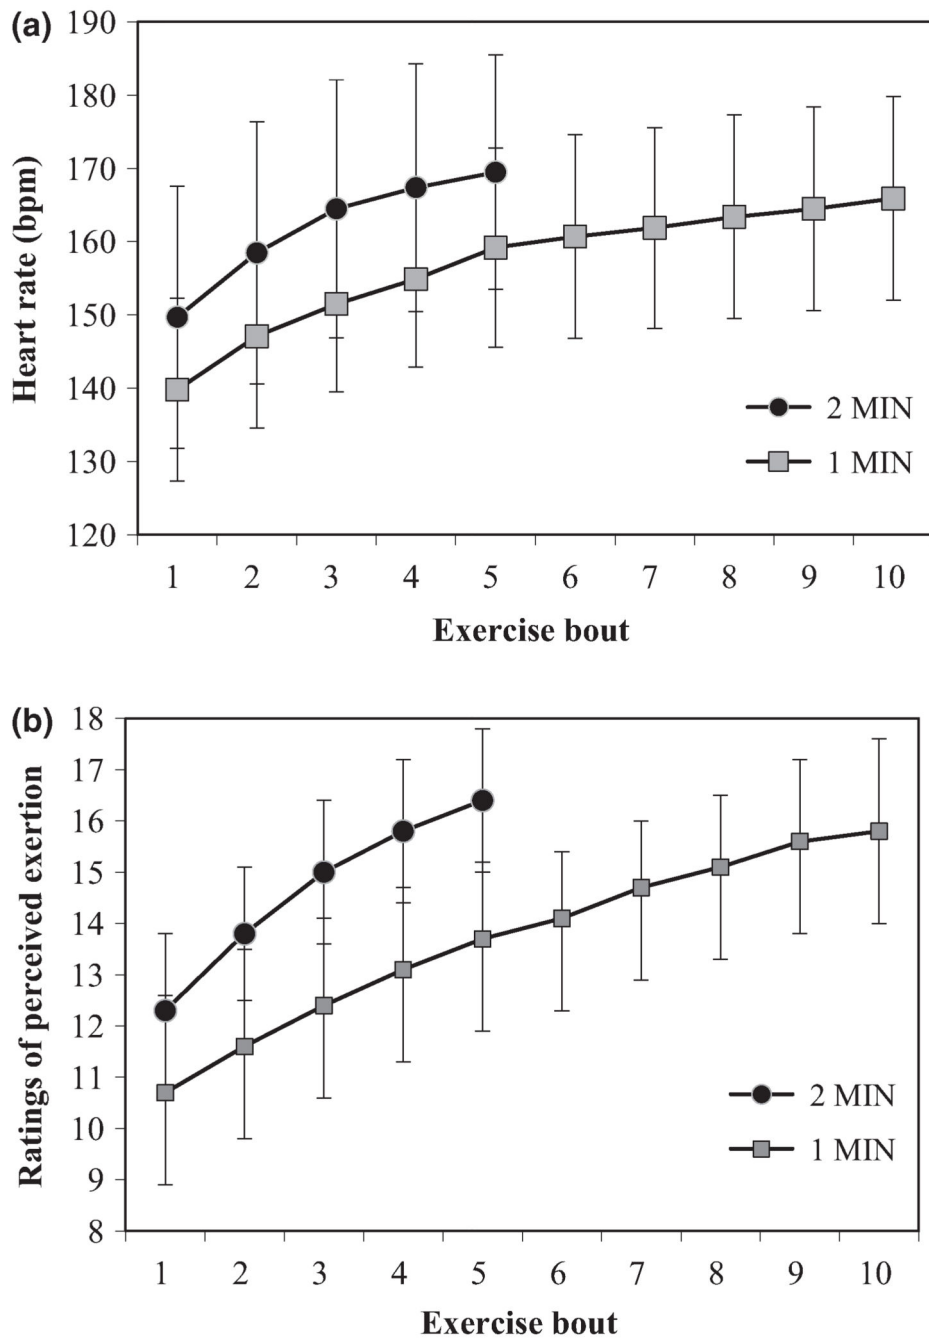 (a)
190
180
170
160
150
140
130
120
Heart rate (bpm)
2 MIN
1 MIN
1 2 3 4 5 6 7 8 9 10
Exercise bout
(b)
18
17
16
15
14
13
12
11
10
9
8
Ratings of perceived exertion
2 MIN
1 MIN
1 2 3 4 5 6 7 8 9 10
Exercise bout